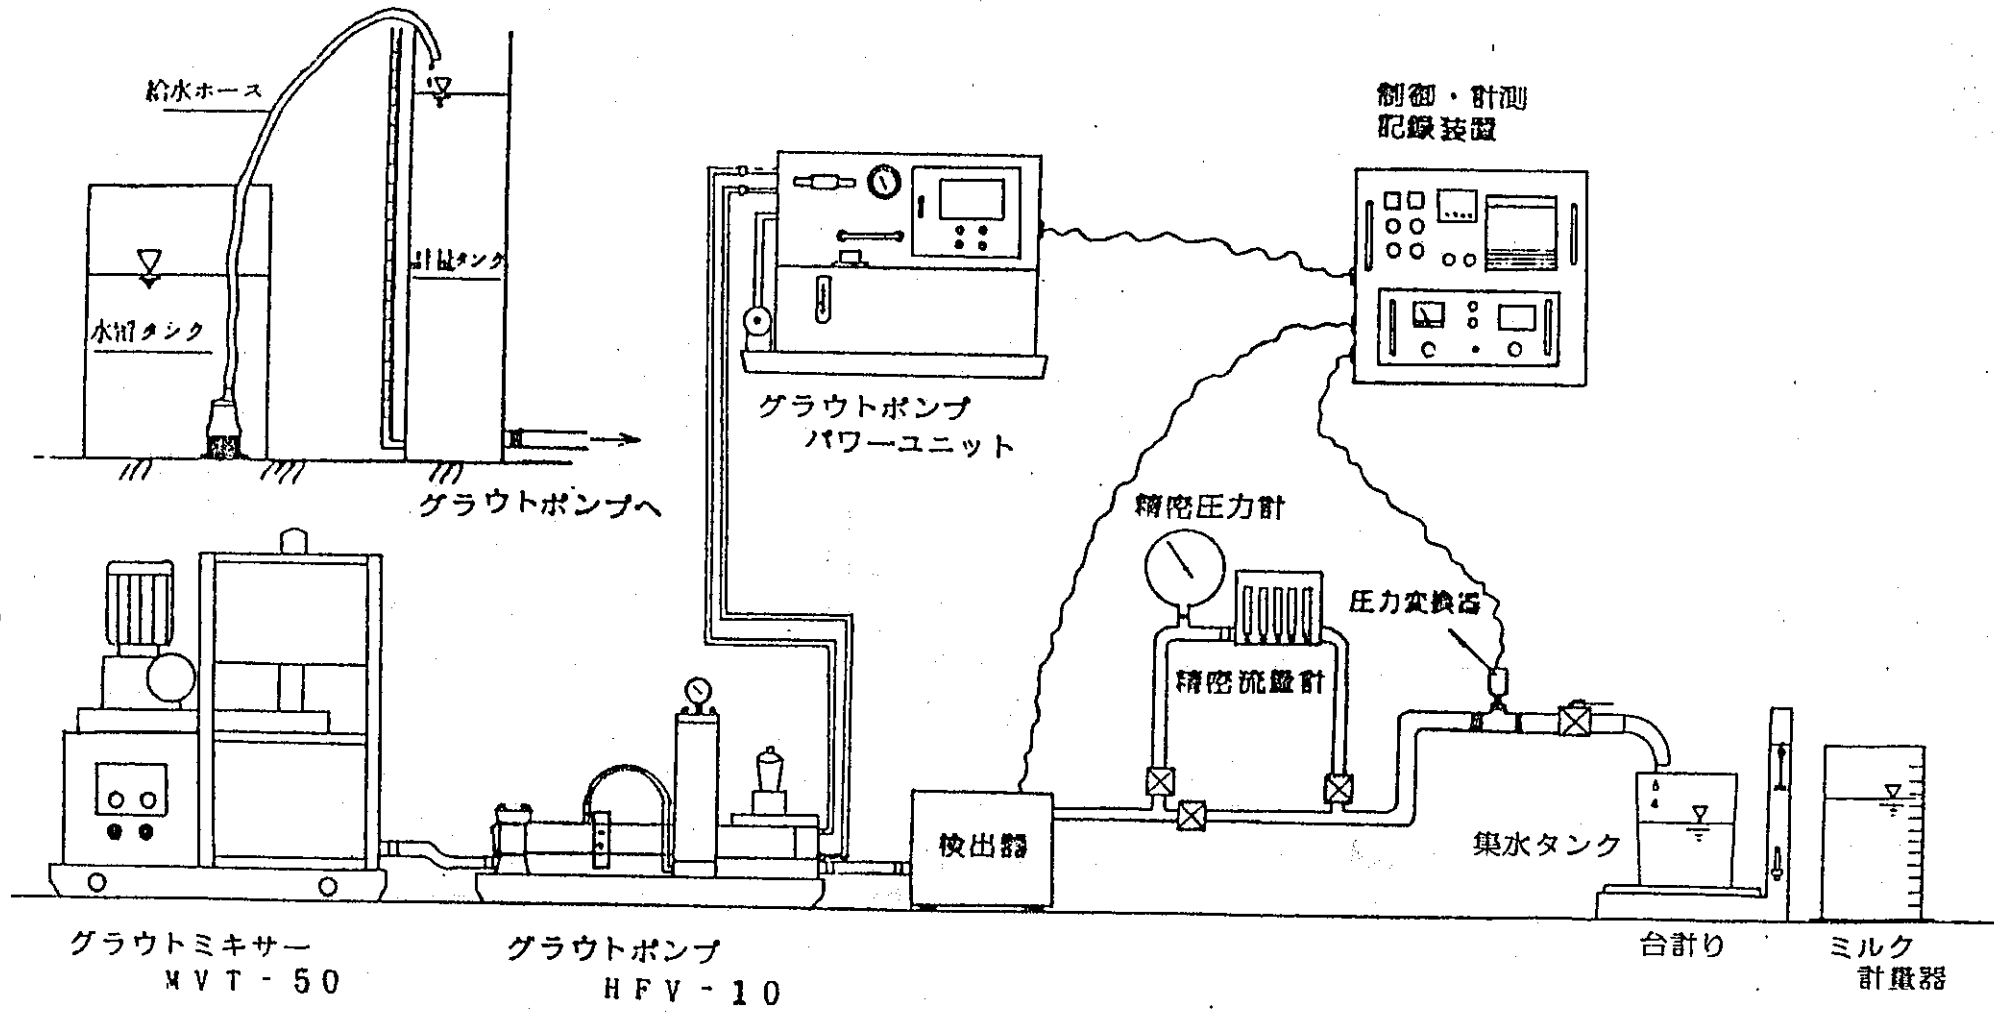 給水ホース
計量タンク
水用タンク
グラウトポンプへ
グラウトポンプ
パワーユニット
制御・計測
記録装置
精密圧力計
精密流量計
圧力変換器
検出器
集水タンク
グラウトミキサー
MVT-50
グラウトポンプ
HFV-10
台計り
ミルク
計量器